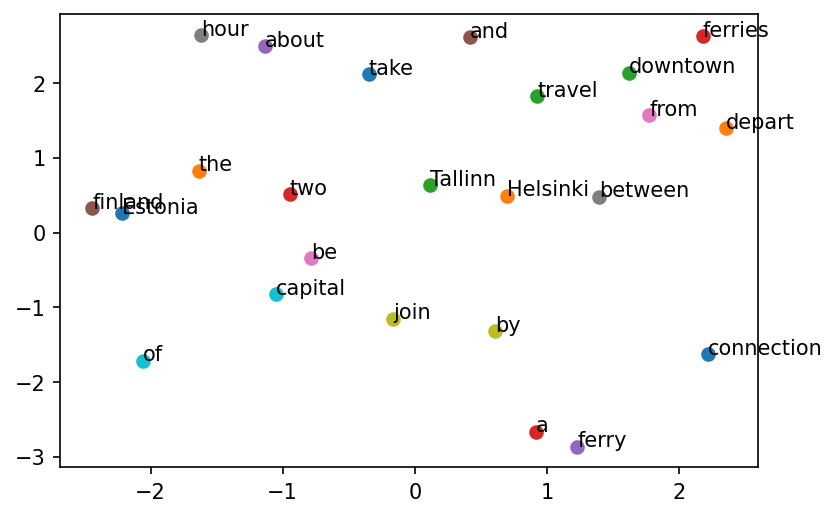 hour
about
and
ferries
take
downtown
travel
from
depart
the
two
Tallinn
Helsinki
between
finland
Estonia
be
capital
join
by
of
connection
a
ferry
2
1
0
−1
−2
−3
−2
−1
0
1
2